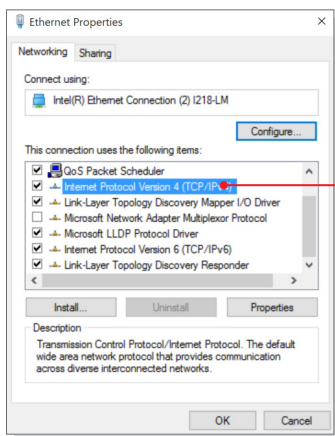 Ethernet Properties
Networking Sharing
Connect using:
Intel(R) Ethernet Connection (2) I218-LM
Configure...
This connection uses the following items:
QoS Packet Scheduler
Internet Protocol Version 4 (TCP/IPv4)
Link-Layer Topology Discovery Mapper I/O Driver
Microsoft Network Adapter Multiplexor Protocol
Microsoft LLDP Protocol Driver
Internet Protocol Version 6 (TCP/IPv6)
Link-Layer Topology Discovery Responder
Install... Uninstall Properties
Description
Transmission Control Protocol/Internet Protocol. The default
wide area network protocol that provides communication
across diverse interconnected networks.
OK Cancel